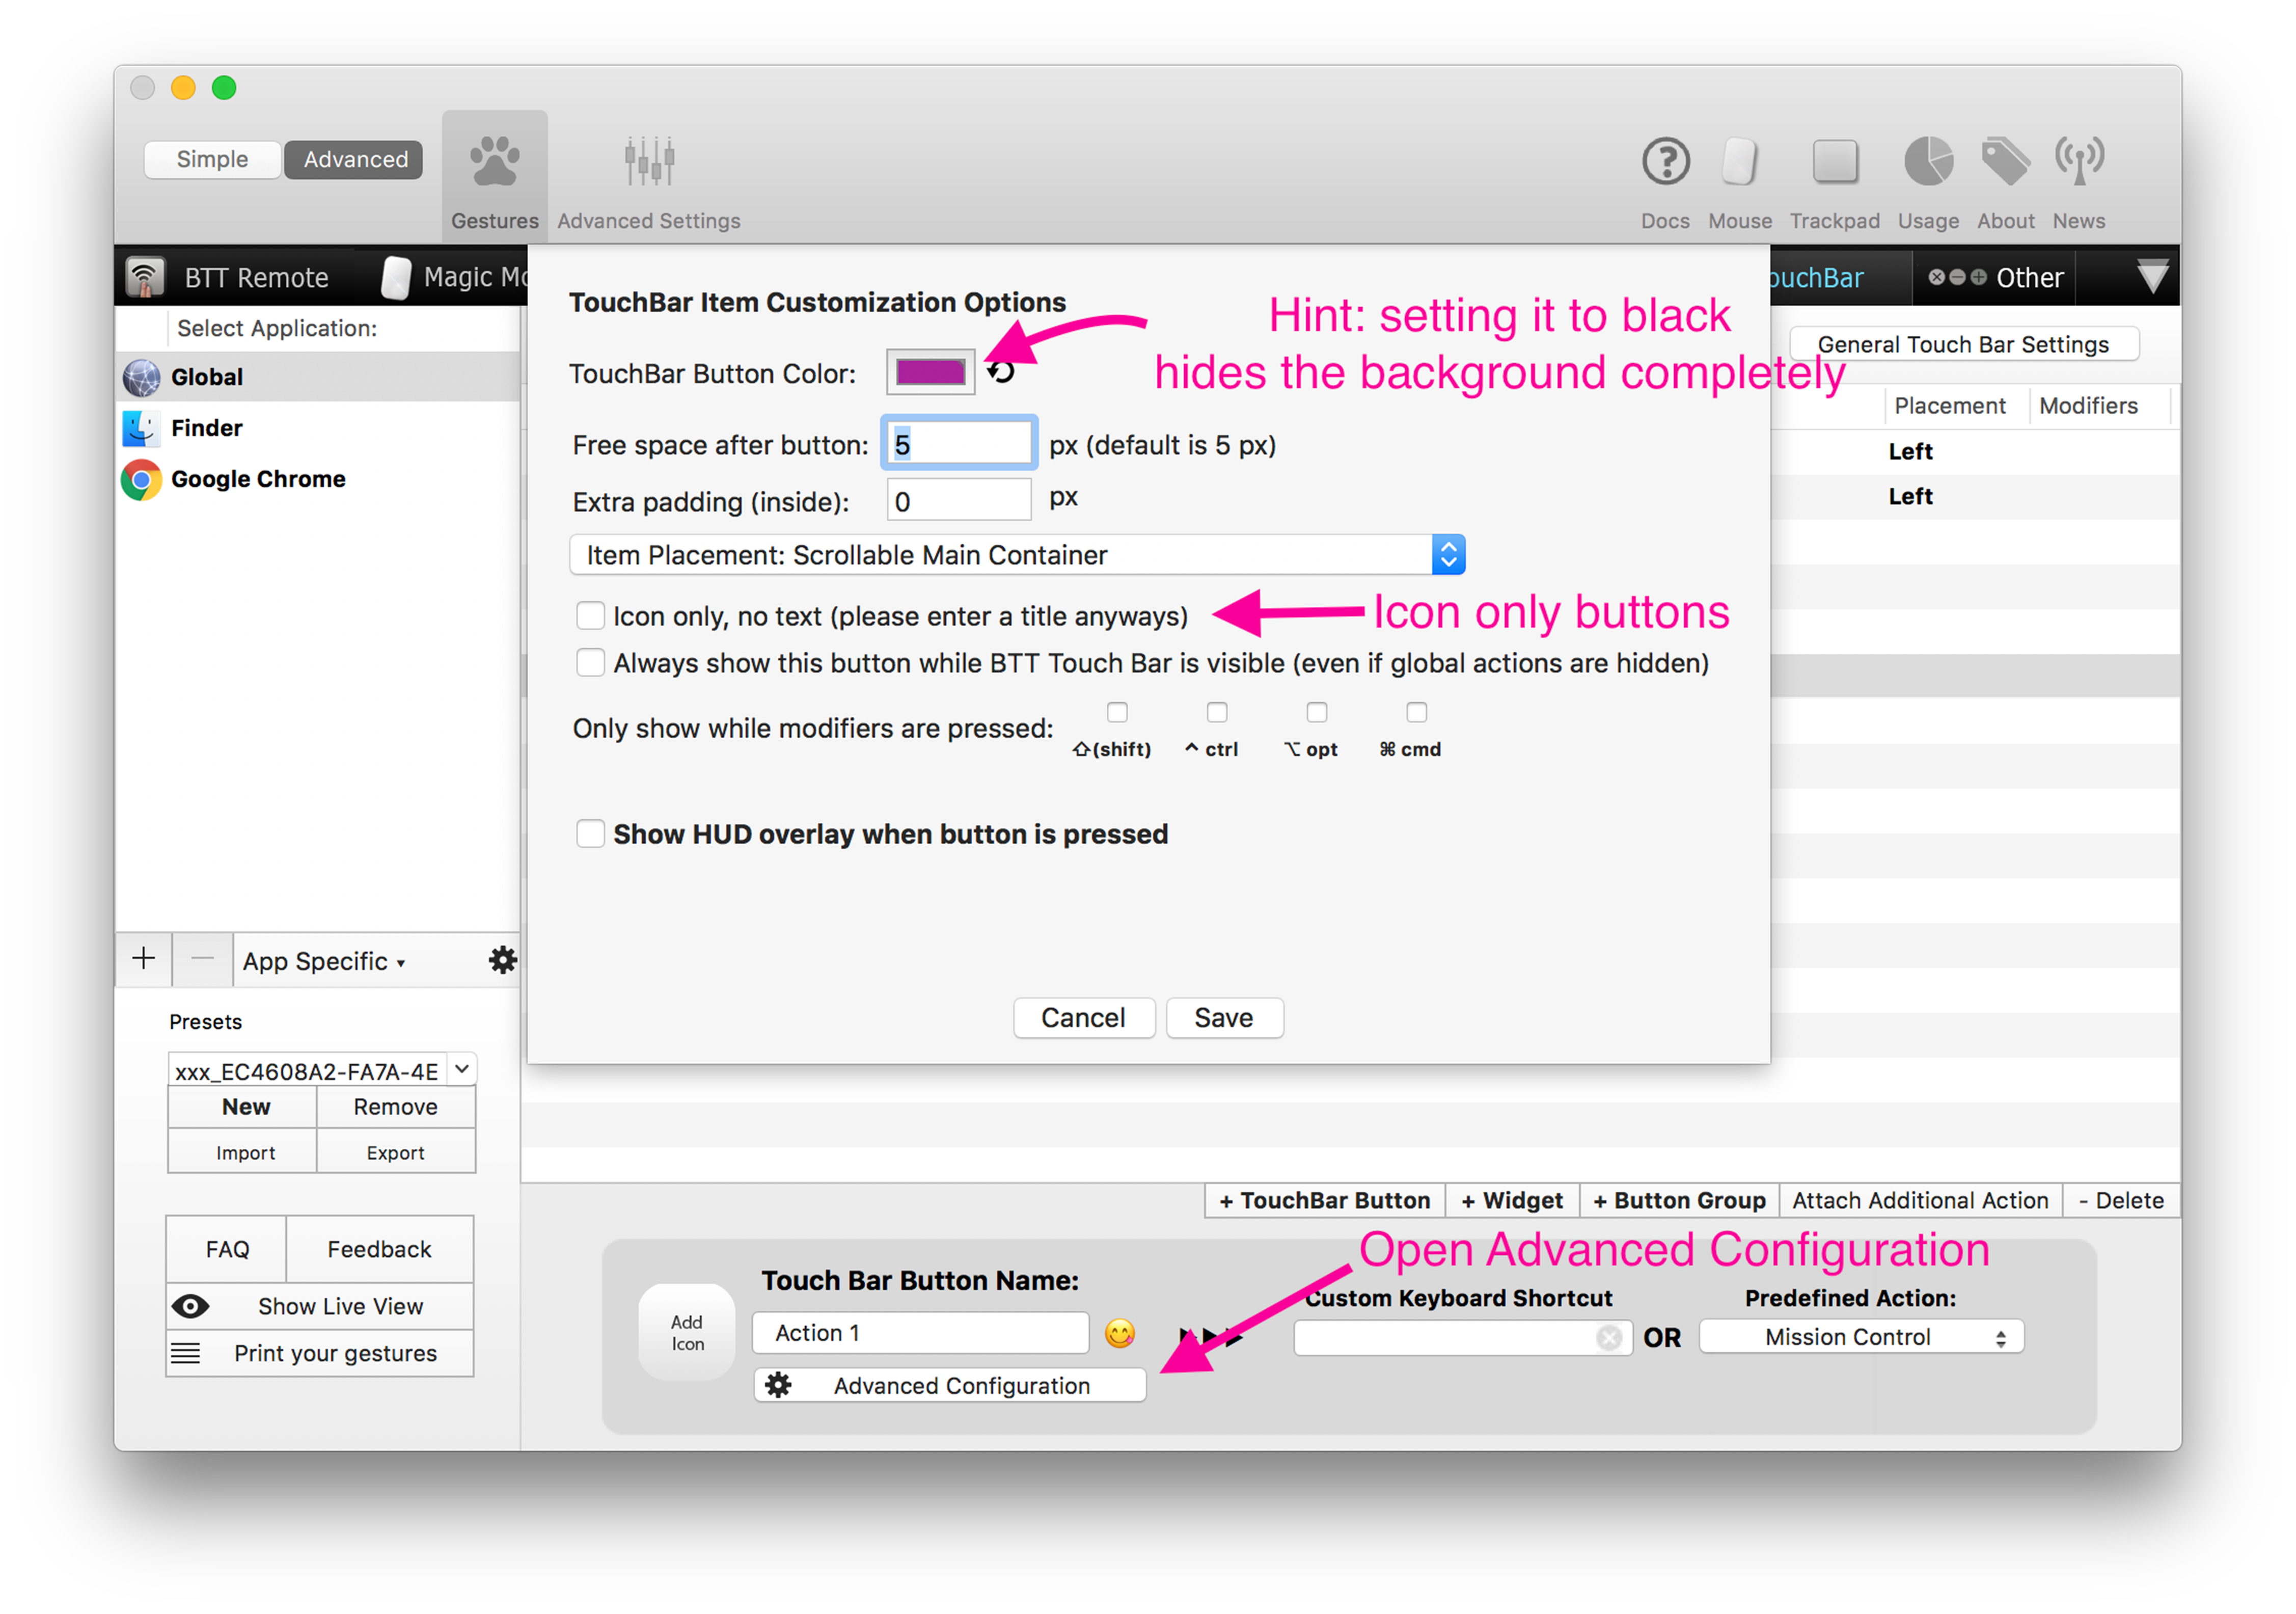 Simple
Advanced
Gestures
Advanced Settings
Docs
Mouse
Trackpad
Usage
About
News
BTT Remote
Magic Mo
ouchBar
Other
Select Application:
Global
Finder
Google Chrome
TouchBar Item Customization Options
Hint: setting it to black
hides the background completely
TouchBar Button Color:
Free space after button: 5 px (default is 5 px)
Extra padding (inside): 0 px
Item Placement: Scrollable Main Container
Icon only, no text (please enter a title anyways)
Icon only buttons
Always show this button while BTT Touch Bar is visible (even if global actions are hidden)
Only show while modifiers are pressed:
⇧(shift)
^ ctrl
⌥ opt
⌘ cmd
Show HUD overlay when button is pressed
Cancel
Save
General Touch Bar Settings
Placement
Modifiers
Left
Left
+
−
App Specific
Presets
xxx_EC4608A2-FA7A-4E
New
Remove
Import
Export
FAQ
Feedback
Show Live View
Print your gestures
+ TouchBar Button
+ Widget
+ Button Group
Attach Additional Action
- Delete
Open Advanced Configuration
Add
Icon
Touch Bar Button Name:
Action 1
Advanced Configuration
Custom Keyboard Shortcut
OR
Predefined Action:
Mission Control